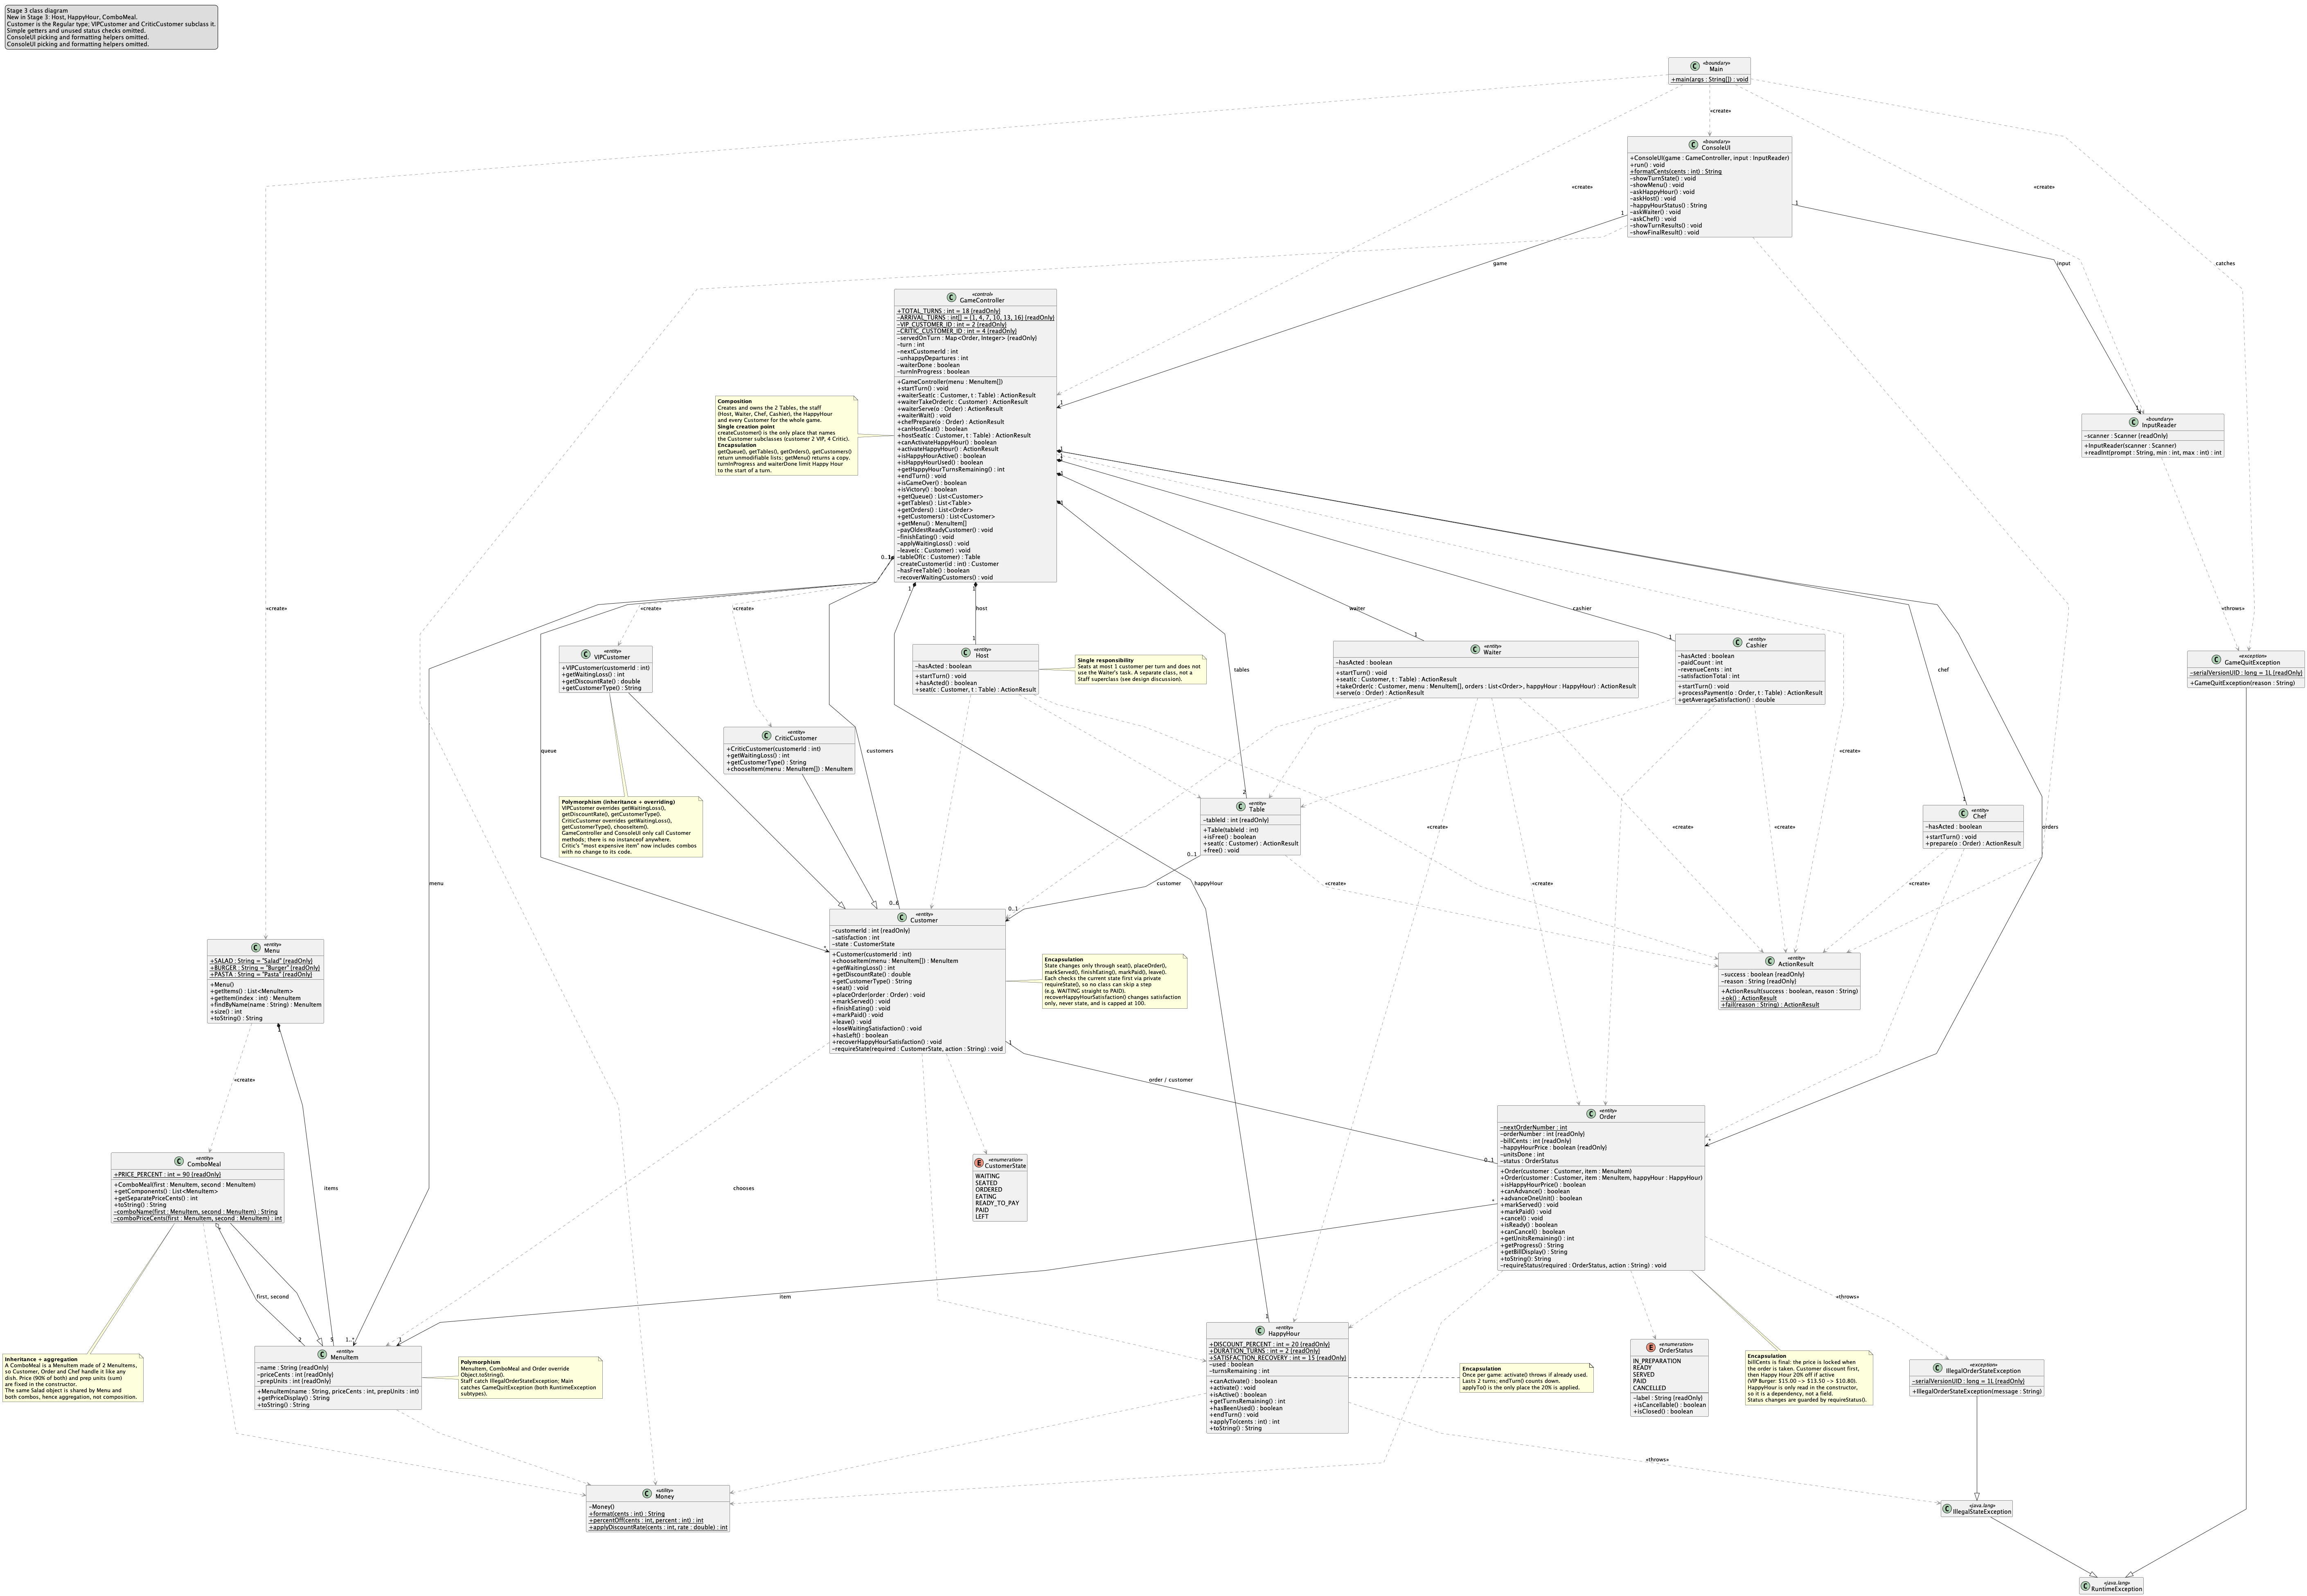 Stage 3 class diagram
New in Stage 3: Host, HappyHour, ComboMeal.
Customer is the Regular type; VIPCustomer and CriticCustomer subclass it.
Simple getters and unused status checks omitted.
ConsoleUI picking and formatting helpers omitted.
ConsoleUI picking and formatting helpers omitted.
«boundary»
Main
+main(args : String[]) : void
«create»
«boundary»
ConsoleUI
+ConsoleUI(game : GameController, input : InputReader)
+run() : void
+formatCents(cents : int) : String
−showTurnState() : void
−showMenu() : void
−askHappyHour() : void
−askHost() : void
−happyHourStatus() : String
−askWaiter() : void
−askChef() : void
−showTurnResults() : void
−showFinalResult() : void
«create»
«create»
1
1
game
input
catches
«control»
GameController
+TOTAL_TURNS : int = 18 {readOnly}
−ARRIVAL_TURNS : int[] = {1, 4, 7, 10, 13, 16} {readOnly}
−VIP_CUSTOMER_ID : int = 2 {readOnly}
−CRITIC_CUSTOMER_ID : int = 4 {readOnly}
−servedOnTurn : Map<Order, Integer> {readOnly}
−turn : int
−nextCustomerId : int
−unhappyDepartures : int
−waiterDone : boolean
−turnInProgress : boolean
+GameController(menu : MenuItem[])
+startTurn() : void
+waiterSeat(c : Customer, t : Table) : ActionResult
+waiterTakeOrder(c : Customer) : ActionResult
+waiterServe(o : Order) : ActionResult
+waiterWait() : void
+chefPrepare(o : Order) : ActionResult
+canHostSeat() : boolean
+hostSeat(c : Customer, t : Table) : ActionResult
+canActivateHappyHour() : boolean
+activateHappyHour() : ActionResult
+isHappyHourActive() : boolean
+isHappyHourUsed() : boolean
+getHappyHourTurnsRemaining() : int
+endTurn() : void
+isGameOver() : boolean
+isVictory() : boolean
+getQueue() : List<Customer>
+getTables() : List<Table>
+getOrders() : List<Order>
+getCustomers() : List<Customer>
+getMenu() : MenuItem[]
−payOldestReadyCustomer() : void
−finishEating() : void
−applyWaitingLoss() : void
−leave(c : Customer) : void
−tableOf(c : Customer) : Table
−createCustomer(id : int) : Customer
−hasFreeTable() : boolean
−recoverWaitingCustomers() : void
Composition
Creates and owns the 2 Tables, the staff
(Host, Waiter, Chef, Cashier), the HappyHour
and every Customer for the whole game.
Single creation point
createCustomer() is the only place that names
the Customer subclasses (customer 2 VIP, 4 Critic).
Encapsulation
getQueue(), getTables(), getOrders(), getCustomers()
return unmodifiable lists; getMenu() returns a copy.
turnInProgress and waiterDone limit Happy Hour
to the start of a turn.
«boundary»
InputReader
−scanner : Scanner {readOnly}
+InputReader(scanner : Scanner)
+readInt(prompt : String, min : int, max : int) : int
«create»
«create»
«create»
host
waiter
cashier
«throws»
«entity»
VIPCustomer
+VIPCustomer(customerId : int)
+getWaitingLoss() : int
+getDiscountRate() : double
+getCustomerType() : String
«entity»
Host
−hasActed : boolean
+startTurn() : void
+hasActed() : boolean
+seat(c : Customer, t : Table) : ActionResult
Single responsibility
Seats at most 1 customer per turn and does not
use the Waiter's task. A separate class, not a
Staff superclass (see design discussion).
tables
«entity»
Waiter
−hasActed : boolean
+startTurn() : void
+seat(c : Customer, t : Table) : ActionResult
+takeOrder(c : Customer, menu : MenuItem[], orders : List<Order>, happyHour : HappyHour) : ActionResult
+serve(o : Order) : ActionResult
«entity»
Cashier
−hasActed : boolean
−paidCount : int
−revenueCents : int
−satisfactionTotal : int
+startTurn() : void
+processPayment(o : Order, t : Table) : ActionResult
+getAverageSatisfaction() : double
chef
«exception»
GameQuitException
−serialVersionUID : long = 1L {readOnly}
+GameQuitException(reason : String)
«entity»
CriticCustomer
+CriticCustomer(customerId : int)
+getWaitingLoss() : int
+getCustomerType() : String
+chooseItem(menu : MenuItem[]) : MenuItem
queue
customers
«create»
Polymorphism (inheritance + overriding)
VIPCustomer overrides getWaitingLoss(),
getDiscountRate(), getCustomerType().
CriticCustomer overrides getWaitingLoss(),
getCustomerType(), chooseItem().
GameController and ConsoleUI only call Customer
methods; there is no instanceof anywhere.
Critic's "most expensive item" now includes combos
with no change to its code.
«entity»
Table
−tableId : int {readOnly}
+Table(tableId : int)
+isFree() : boolean
+seat(c : Customer) : ActionResult
+free() : void
«entity»
Chef
−hasActed : boolean
+startTurn() : void
+prepare(o : Order) : ActionResult
«create»
«create»
«create»
orders
menu
customer
happyHour
«create»
«create»
«create»
«entity»
Customer
−customerId : int {readOnly}
−satisfaction : int
−state : CustomerState
+Customer(customerId : int)
+chooseItem(menu : MenuItem[]) : MenuItem
+getWaitingLoss() : int
+getDiscountRate() : double
+getCustomerType() : String
+seat() : void
+placeOrder(order : Order) : void
+markServed() : void
+finishEating() : void
+markPaid() : void
+leave() : void
+loseWaitingSatisfaction() : void
+hasLeft() : boolean
+recoverHappyHourSatisfaction() : void
−requireState(required : CustomerState, action : String) : void
Encapsulation
State changes only through seat(), placeOrder(),
markServed(), finishEating(), markPaid(), leave().
Each checks the current state first via private
requireState(), so no class can skip a step
(e.g. WAITING straight to PAID).
recoverHappyHourSatisfaction() changes satisfaction
only, never state, and is capped at 100.
«entity»
Menu
+SALAD : String = "Salad" {readOnly}
+BURGER : String = "Burger" {readOnly}
+PASTA : String = "Pasta" {readOnly}
+Menu()
+getItems() : List<MenuItem>
+getItem(index : int) : MenuItem
+findByName(name : String) : MenuItem
+size() : int
+toString() : String
«entity»
ActionResult
−success : boolean {readOnly}
−reason : String {readOnly}
+ActionResult(success : boolean, reason : String)
+ok() : ActionResult
+fail(reason : String) : ActionResult
«create»
order / customer
«entity»
Order
−nextOrderNumber : int
−orderNumber : int {readOnly}
−billCents : int {readOnly}
−happyHourPrice : boolean {readOnly}
−unitsDone : int
−status : OrderStatus
+Order(customer : Customer, item : MenuItem)
+Order(customer : Customer, item : MenuItem, happyHour : HappyHour)
+isHappyHourPrice() : boolean
+canAdvance() : boolean
+advanceOneUnit() : boolean
+markServed() : void
+markPaid() : void
+cancel() : void
+isReady() : boolean
+canCancel() : boolean
+getUnitsRemaining() : int
+getProgress() : String
+getBillDisplay() : String
+toString(): String
−requireStatus(required : OrderStatus, action : String) : void
«entity»
ComboMeal
+PRICE_PERCENT : int = 90 {readOnly}
+ComboMeal(first : MenuItem, second : MenuItem)
+getComponents() : List<MenuItem>
+getSeparatePriceCents() : int
+toString() : String
−comboName(first : MenuItem, second : MenuItem) : String
−comboPriceCents(first : MenuItem, second : MenuItem) : int
items
chooses
«enumeration»
CustomerState
WAITING
SEATED
ORDERED
EATING
READY_TO_PAY
PAID
LEFT
first, second
item
«throws»
Inheritance + aggregation
A ComboMeal is a MenuItem made of 2 MenuItems,
so Customer, Order and Chef handle it like any
dish. Price (90% of both) and prep units (sum)
are fixed in the constructor.
The same Salad object is shared by Menu and
both combos, hence aggregation, not composition.
«entity»
MenuItem
−name : String {readOnly}
−priceCents : int {readOnly}
−prepUnits : int {readOnly}
+MenuItem(name : String, priceCents : int, prepUnits : int)
+getPriceDisplay() : String
+toString() : String
Polymorphism
MenuItem, ComboMeal and Order override
Object.toString().
Staff catch IllegalOrderStateException; Main
catches GameQuitException (both RuntimeException
subtypes).
«entity»
HappyHour
+DISCOUNT_PERCENT : int = 20 {readOnly}
+DURATION_TURNS : int = 2 {readOnly}
+SATISFACTION_RECOVERY : int = 15 {readOnly}
−used : boolean
−turnsRemaining : int
+canActivate() : boolean
+activate() : void
+isActive() : boolean
+getTurnsRemaining() : int
+hasBeenUsed() : boolean
+endTurn() : void
+applyTo(cents : int) : int
+toString() : String
Encapsulation
Once per game: activate() throws if already used.
Lasts 2 turns; endTurn() counts down.
applyTo() is the only place the 20% is applied.
«enumeration»
OrderStatus
IN_PREPARATION
READY
SERVED
PAID
CANCELLED
−label : String {readOnly}
+isCancellable() : boolean
+isClosed() : boolean
Encapsulation
billCents is final: the price is locked when
the order is taken. Customer discount first,
then Happy Hour 20% off if active
(VIP Burger: $15.00 −> $13.50 −> $10.80).
HappyHour is only read in the constructor,
so it is a dependency, not a field.
Status changes are guarded by requireStatus().
«exception»
IllegalOrderStateException
−serialVersionUID : long = 1L {readOnly}
+IllegalOrderStateException(message : String)
«throws»
«utility»
Money
−Money()
+format(cents : int) : String
+percentOff(cents : int, percent : int) : int
+applyDiscountRate(cents : int, rate : double) : int
«java.lang»
IllegalStateException
«java.lang»
RuntimeException